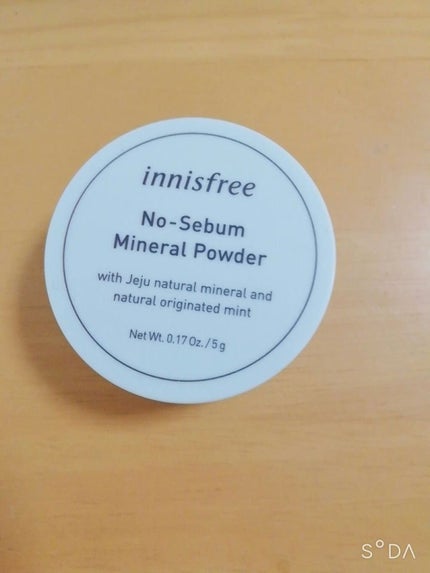 innisfree
No-Sebum
Mineral Powder
with Jeju natural mineral and
natural originated mint
Net Wt. 0.17 Oz. / 5 g
SODA